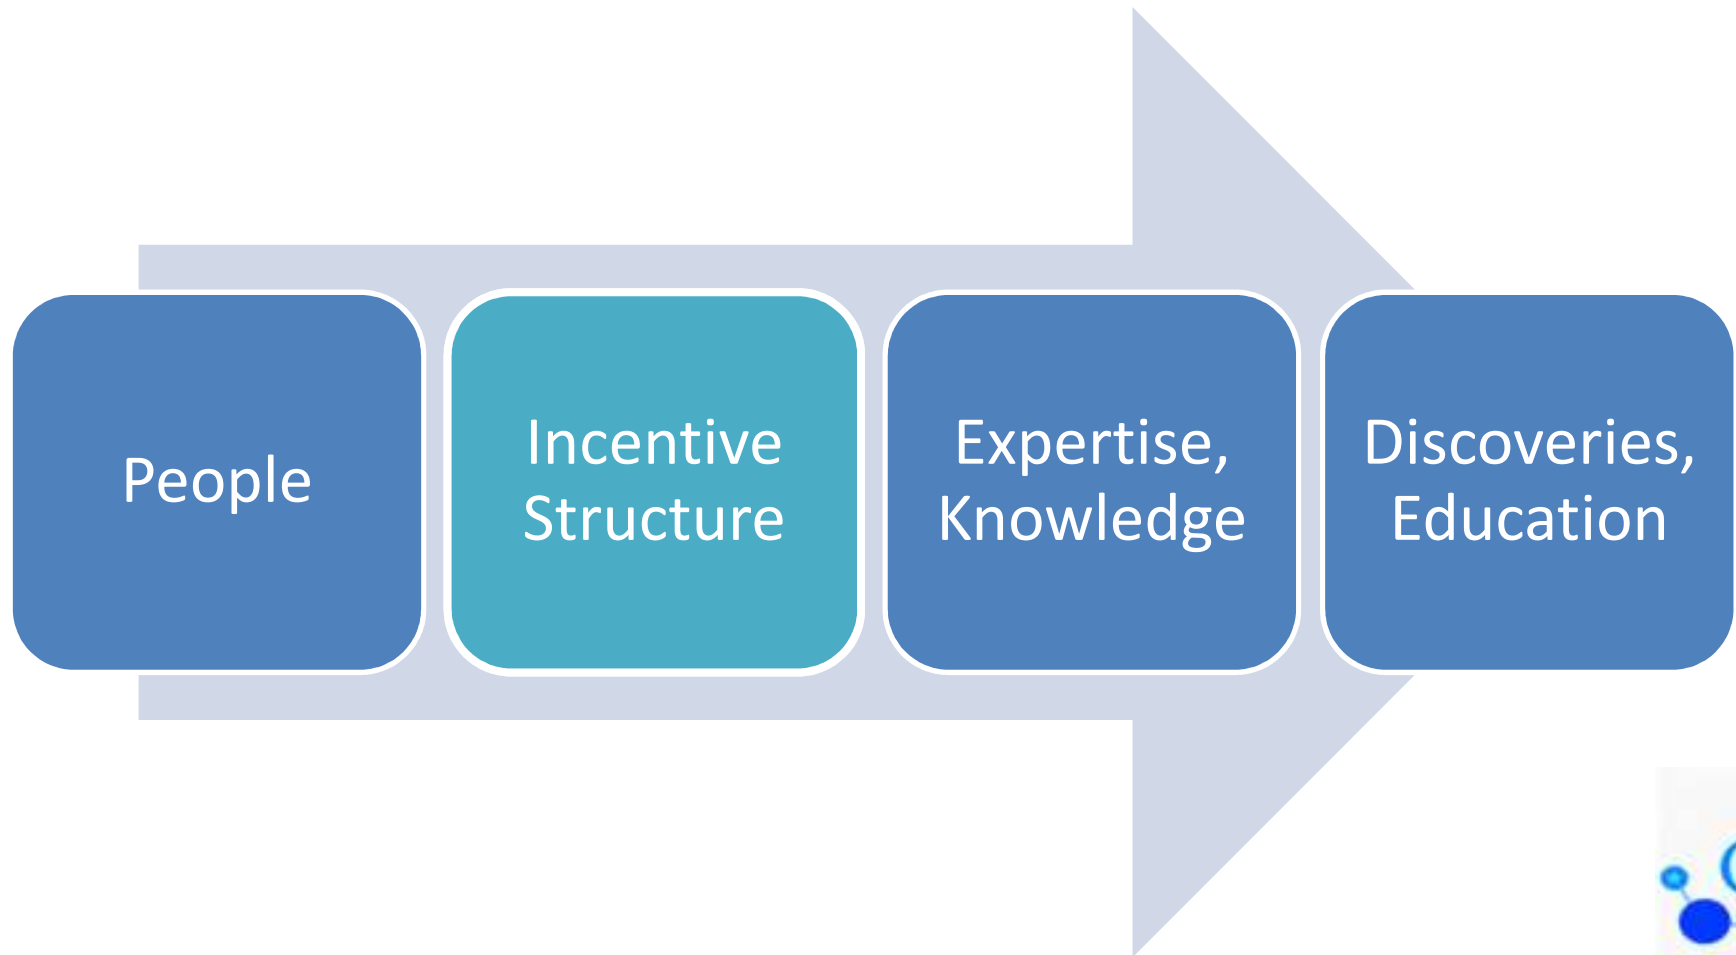 People
Incentive
Structure
Expertise,
Knowledge
Discoveries,
Education